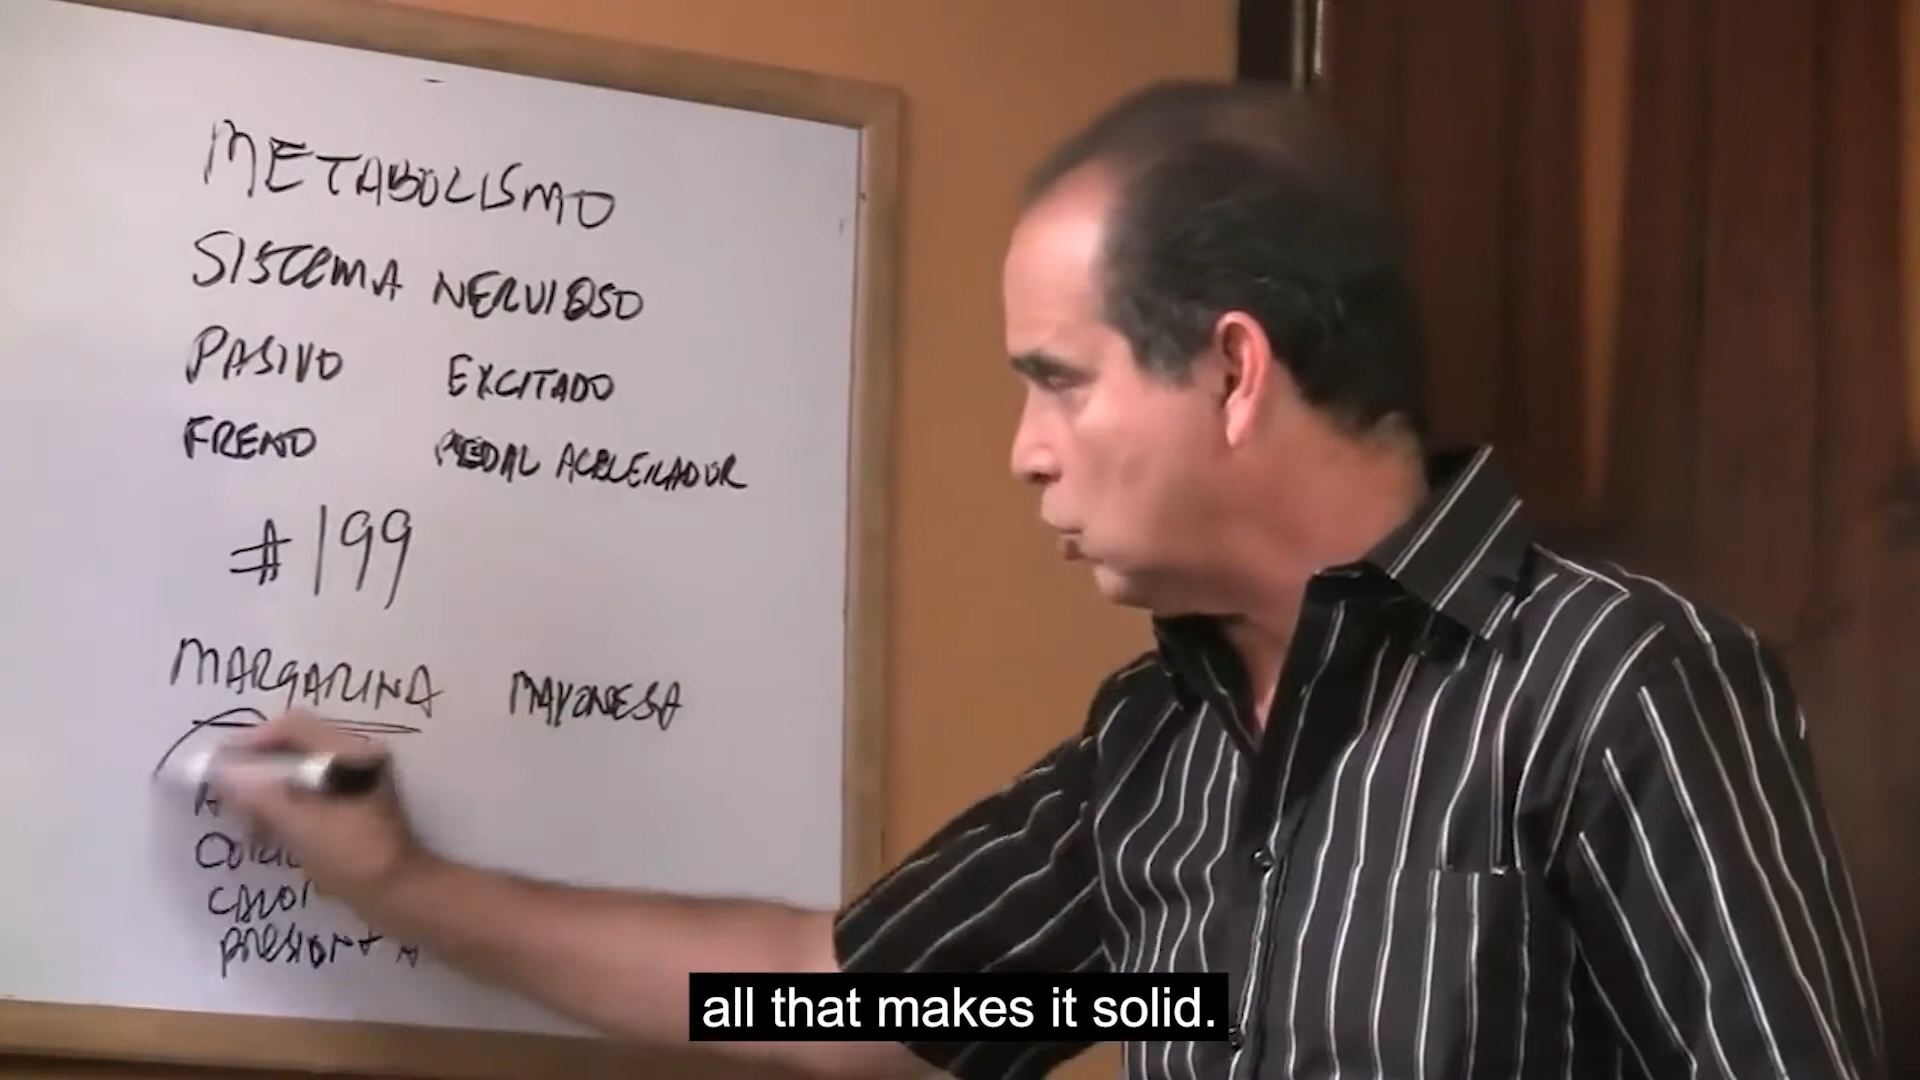 METABOLISMO
SISTEMA NERVIOSO
PASIVO EXCITADO
FRENO PEDAL ACELERADOR
#199
MARGARINA MAYONESA
all that makes it solid.